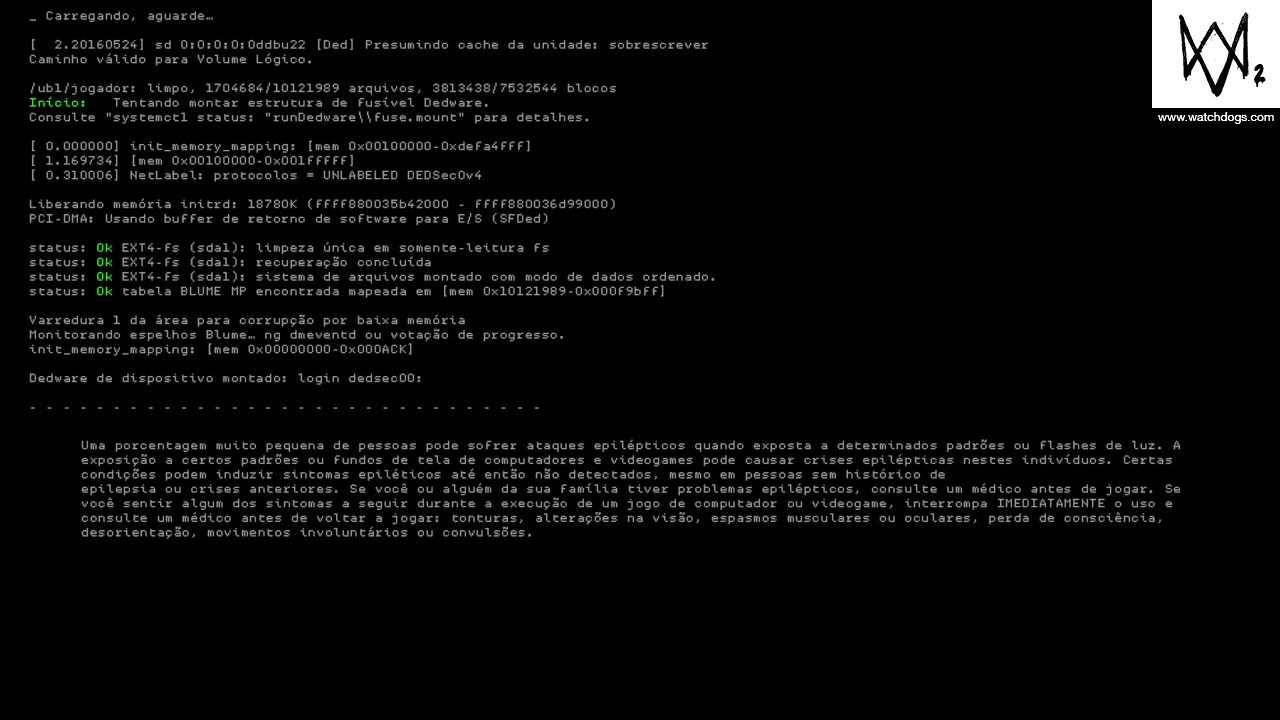 _ Carregando, aguarde…
[  2.20160524] sd 0:0:0:0:0ddbu22 [Ded] Presumindo cache da unidade: sobrescrever
Caminho válido para Volume Lógico.
/ubl/jogador: limpo, 1704684/10121989 arquivos, 3813438/7532544 blocos
Início:   Tentando montar estrutura de fusível Dedware.
Consulte "systemctl status: "runDedware\\fuse.mount" para detalhes.
[ 0.000000] init_memory_mapping: [mem 0x00100000-0xdefa4fff]
[ 1.169734] [mem 0x00100000-0x001fffff]
[ 0.310006] NetLabel: protocolos = UNLABELED DEDSec0v4
Liberando memória initrd: 18780K (ffff880035b42000 - ffff880036d99000)
PCI-DMA: Usando buffer de retorno de software para E/S (SFDed)
status: Ok EXT4-fs (sda1): limpeza única em somente-leitura fs
status: Ok EXT4-fs (sda1): recuperação concluída
status: Ok EXT4-fs (sda1): sistema de arquivos montado com modo de dados ordenado.
status: Ok tabela BLUME MP encontrada mapeada em [mem 0x10121989-0x000f9bff]
Varredura 1 da área para corrupção por baixa memória
Monitorando espelhos Blume… ng dmeventd ou votação de progresso.
init_memory_mapping: [mem 0x00000000-0x000ACK]
Dedware de dispositivo montado: login dedsec00:
- - - - - - - - - - - - - - - - - - - - - - - - - - - - - - -
Uma porcentagem muito pequena de pessoas pode sofrer ataques epilépticos quando exposta a determinados padrões ou flashes de luz. A
exposição a certos padrões ou fundos de tela de computadores e videogames pode causar crises epilépticas nestes indivíduos. Certas
condições podem induzir sintomas epiléticos até então não detectados, mesmo em pessoas sem histórico de
epilepsia ou crises anteriores. Se você ou alguém da sua família tiver problemas epilépticos, consulte um médico antes de jogar. Se
você sentir algum dos sintomas a seguir durante a execução de um jogo de computador ou videogame, interrompa IMEDIATAMENTE o uso e
consulte um médico antes de voltar a jogar: tonturas, alterações na visão, espasmos musculares ou oculares, perda de consciência,
desorientação, movimentos involuntários ou convulsões.
2
www.watchdogs.com